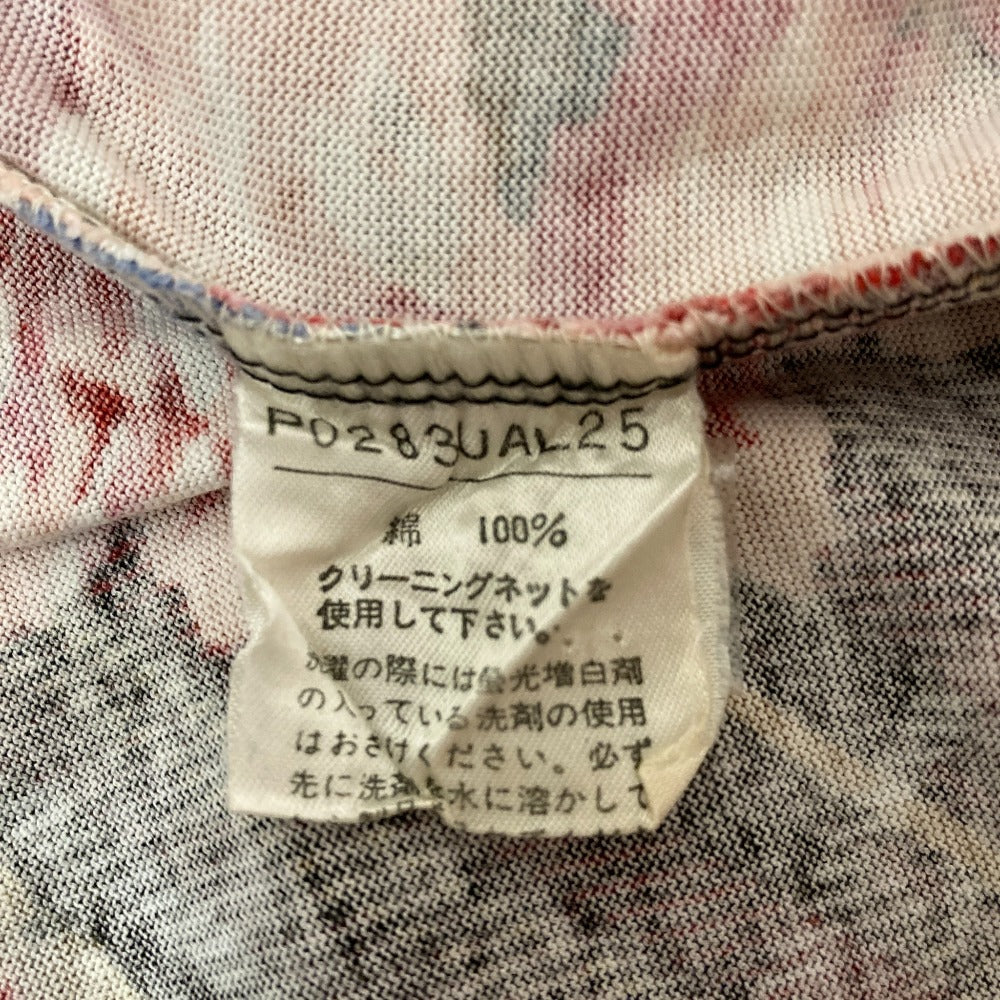 P0283UAL25
綿 100%
クリーニングネットを
使用して下さい。
濯の際には蛍光増白剤
の入っている洗剤の使用
はおさけください。必ず
先に洗剤を水に溶かして